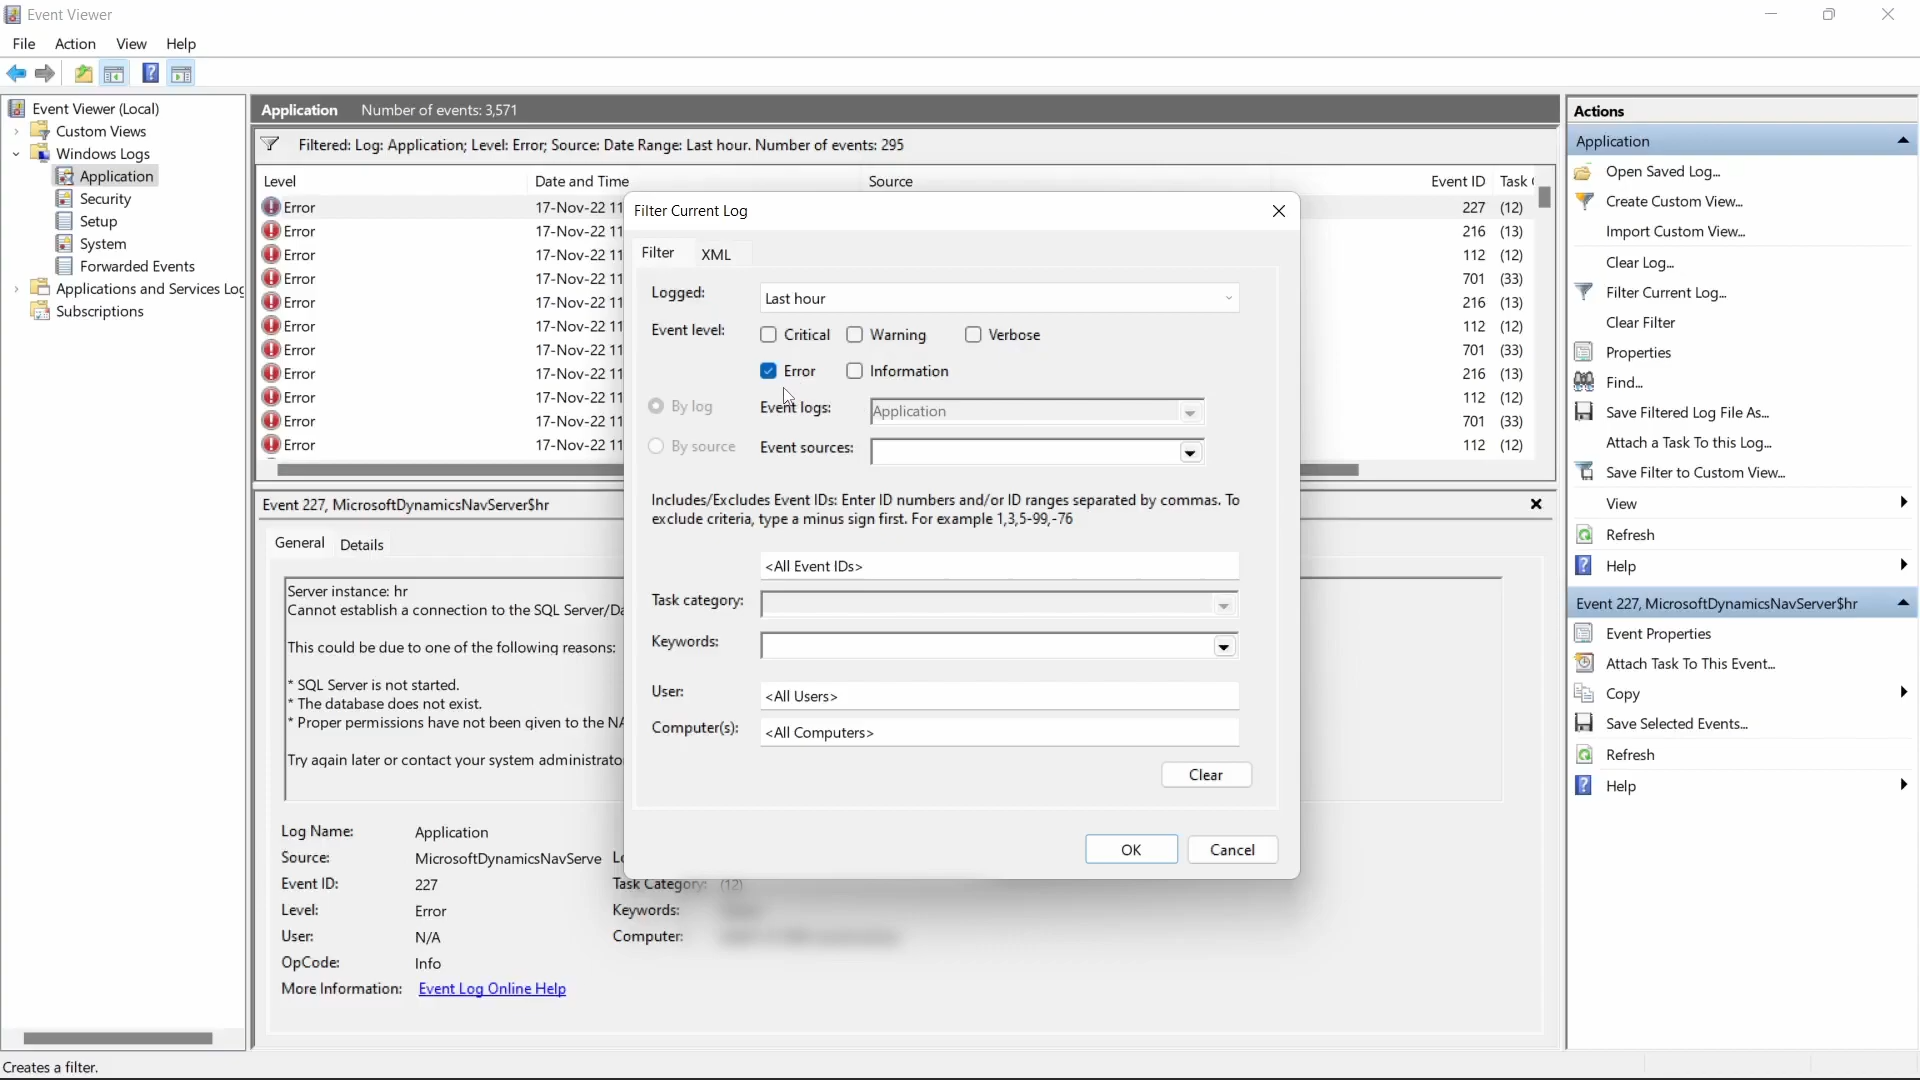 Event Viewer
File Action View Help
Event Viewer (Local)
Custom Views
Windows Logs
Application
Security
Setup
System
Forwarded Events
Applications and Services Log
Subscriptions
Application Number of events: 3,571
Filtered: Log: Application; Level: Error; Source: Date Range: Last hour. Number of events: 295
Level Date and Time Source Event ID Task
Error 17-Nov-22 11 227 (12)
Error 17-Nov-22 11 216 (13)
Error 17-Nov-22 11 112 (12)
Error 17-Nov-22 11 701 (33)
Error 17-Nov-22 11 216 (13)
Error 17-Nov-22 11 112 (12)
Error 17-Nov-22 11 701 (33)
Error 17-Nov-22 11 216 (13)
Error 17-Nov-22 11 112 (12)
Error 17-Nov-22 11 701 (33)
Error 17-Nov-22 11 112 (12)
Event 227, MicrosoftDynamicsNavServer$hr
General Details
Server instance: hr
Cannot establish a connection to the SQL Server/Da
This could be due to one of the following reasons:
* SQL Server is not started.
* The database does not exist.
* Proper permissions have not been given to the NA
Try again later or contact your system administrato
Log Name: Application
Source: MicrosoftDynamicsNavServe
Event ID: 227 Task Category: (12)
Level: Error Keywords:
User: N/A Computer:
OpCode: Info
More Information: Event Log Online Help
Filter Current Log
Filter XML
Logged: Last hour
Event level: Critical Warning Verbose
Error Information
By log Event logs: Application
By source Event sources:
Includes/Excludes Event IDs: Enter ID numbers and/or ID ranges separated by commas. To
exclude criteria, type a minus sign first. For example 1,3,5-99,-76
<All Event IDs>
Task category:
Keywords:
User: <All Users>
Computer(s): <All Computers>
Clear
OK Cancel
Actions
Application
Open Saved Log...
Create Custom View...
Import Custom View...
Clear Log...
Filter Current Log...
Clear Filter
Properties
Find...
Save Filtered Log File As...
Attach a Task To this Log...
Save Filter to Custom View...
View
Refresh
Help
Event 227, MicrosoftDynamicsNavServer$hr
Event Properties
Attach Task To This Event...
Copy
Save Selected Events...
Refresh
Help
Creates a filter.